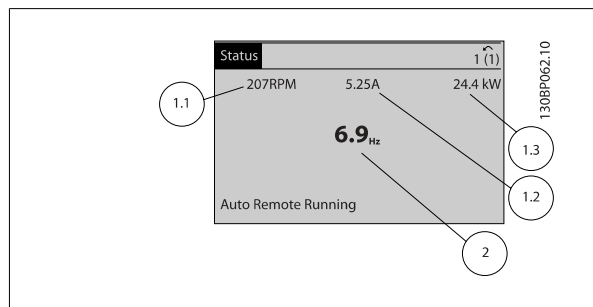 Status 1 (1)
207RPM 5.25A 24.4 kW
6.9Hz
Auto Remote Running
1.1
1.3
1.2
2
130BP062.10